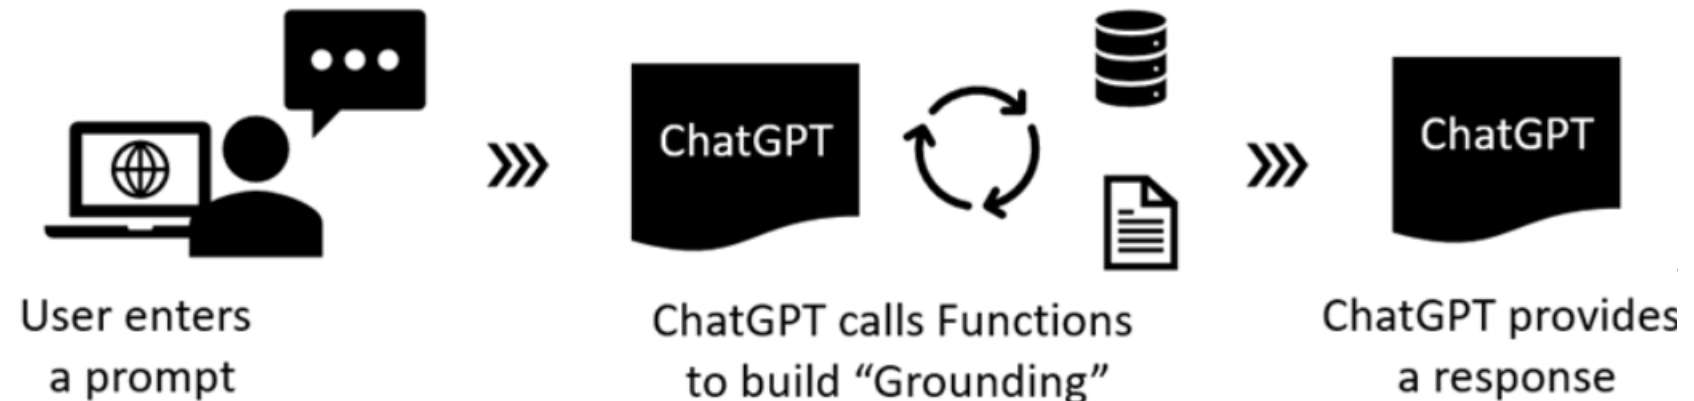 ChatGPT
ChatGPT
User enters
a prompt
ChatGPT calls Functions
to build “Grounding”
ChatGPT provides
a response